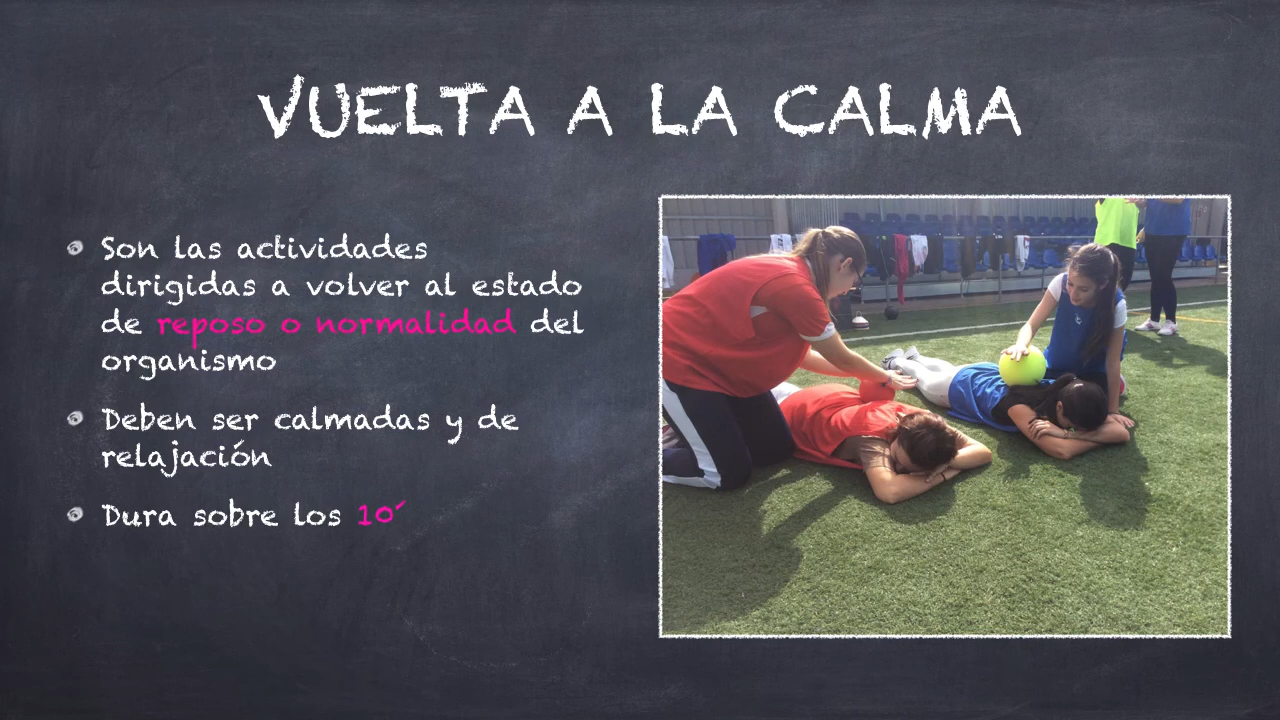 VUELTA A LA CALMA
Son las actividades
dirigidas a volver al estado
de reposo o normalidad del
organismo
Deben ser calmadas y de
relajación
Dura sobre los 10´